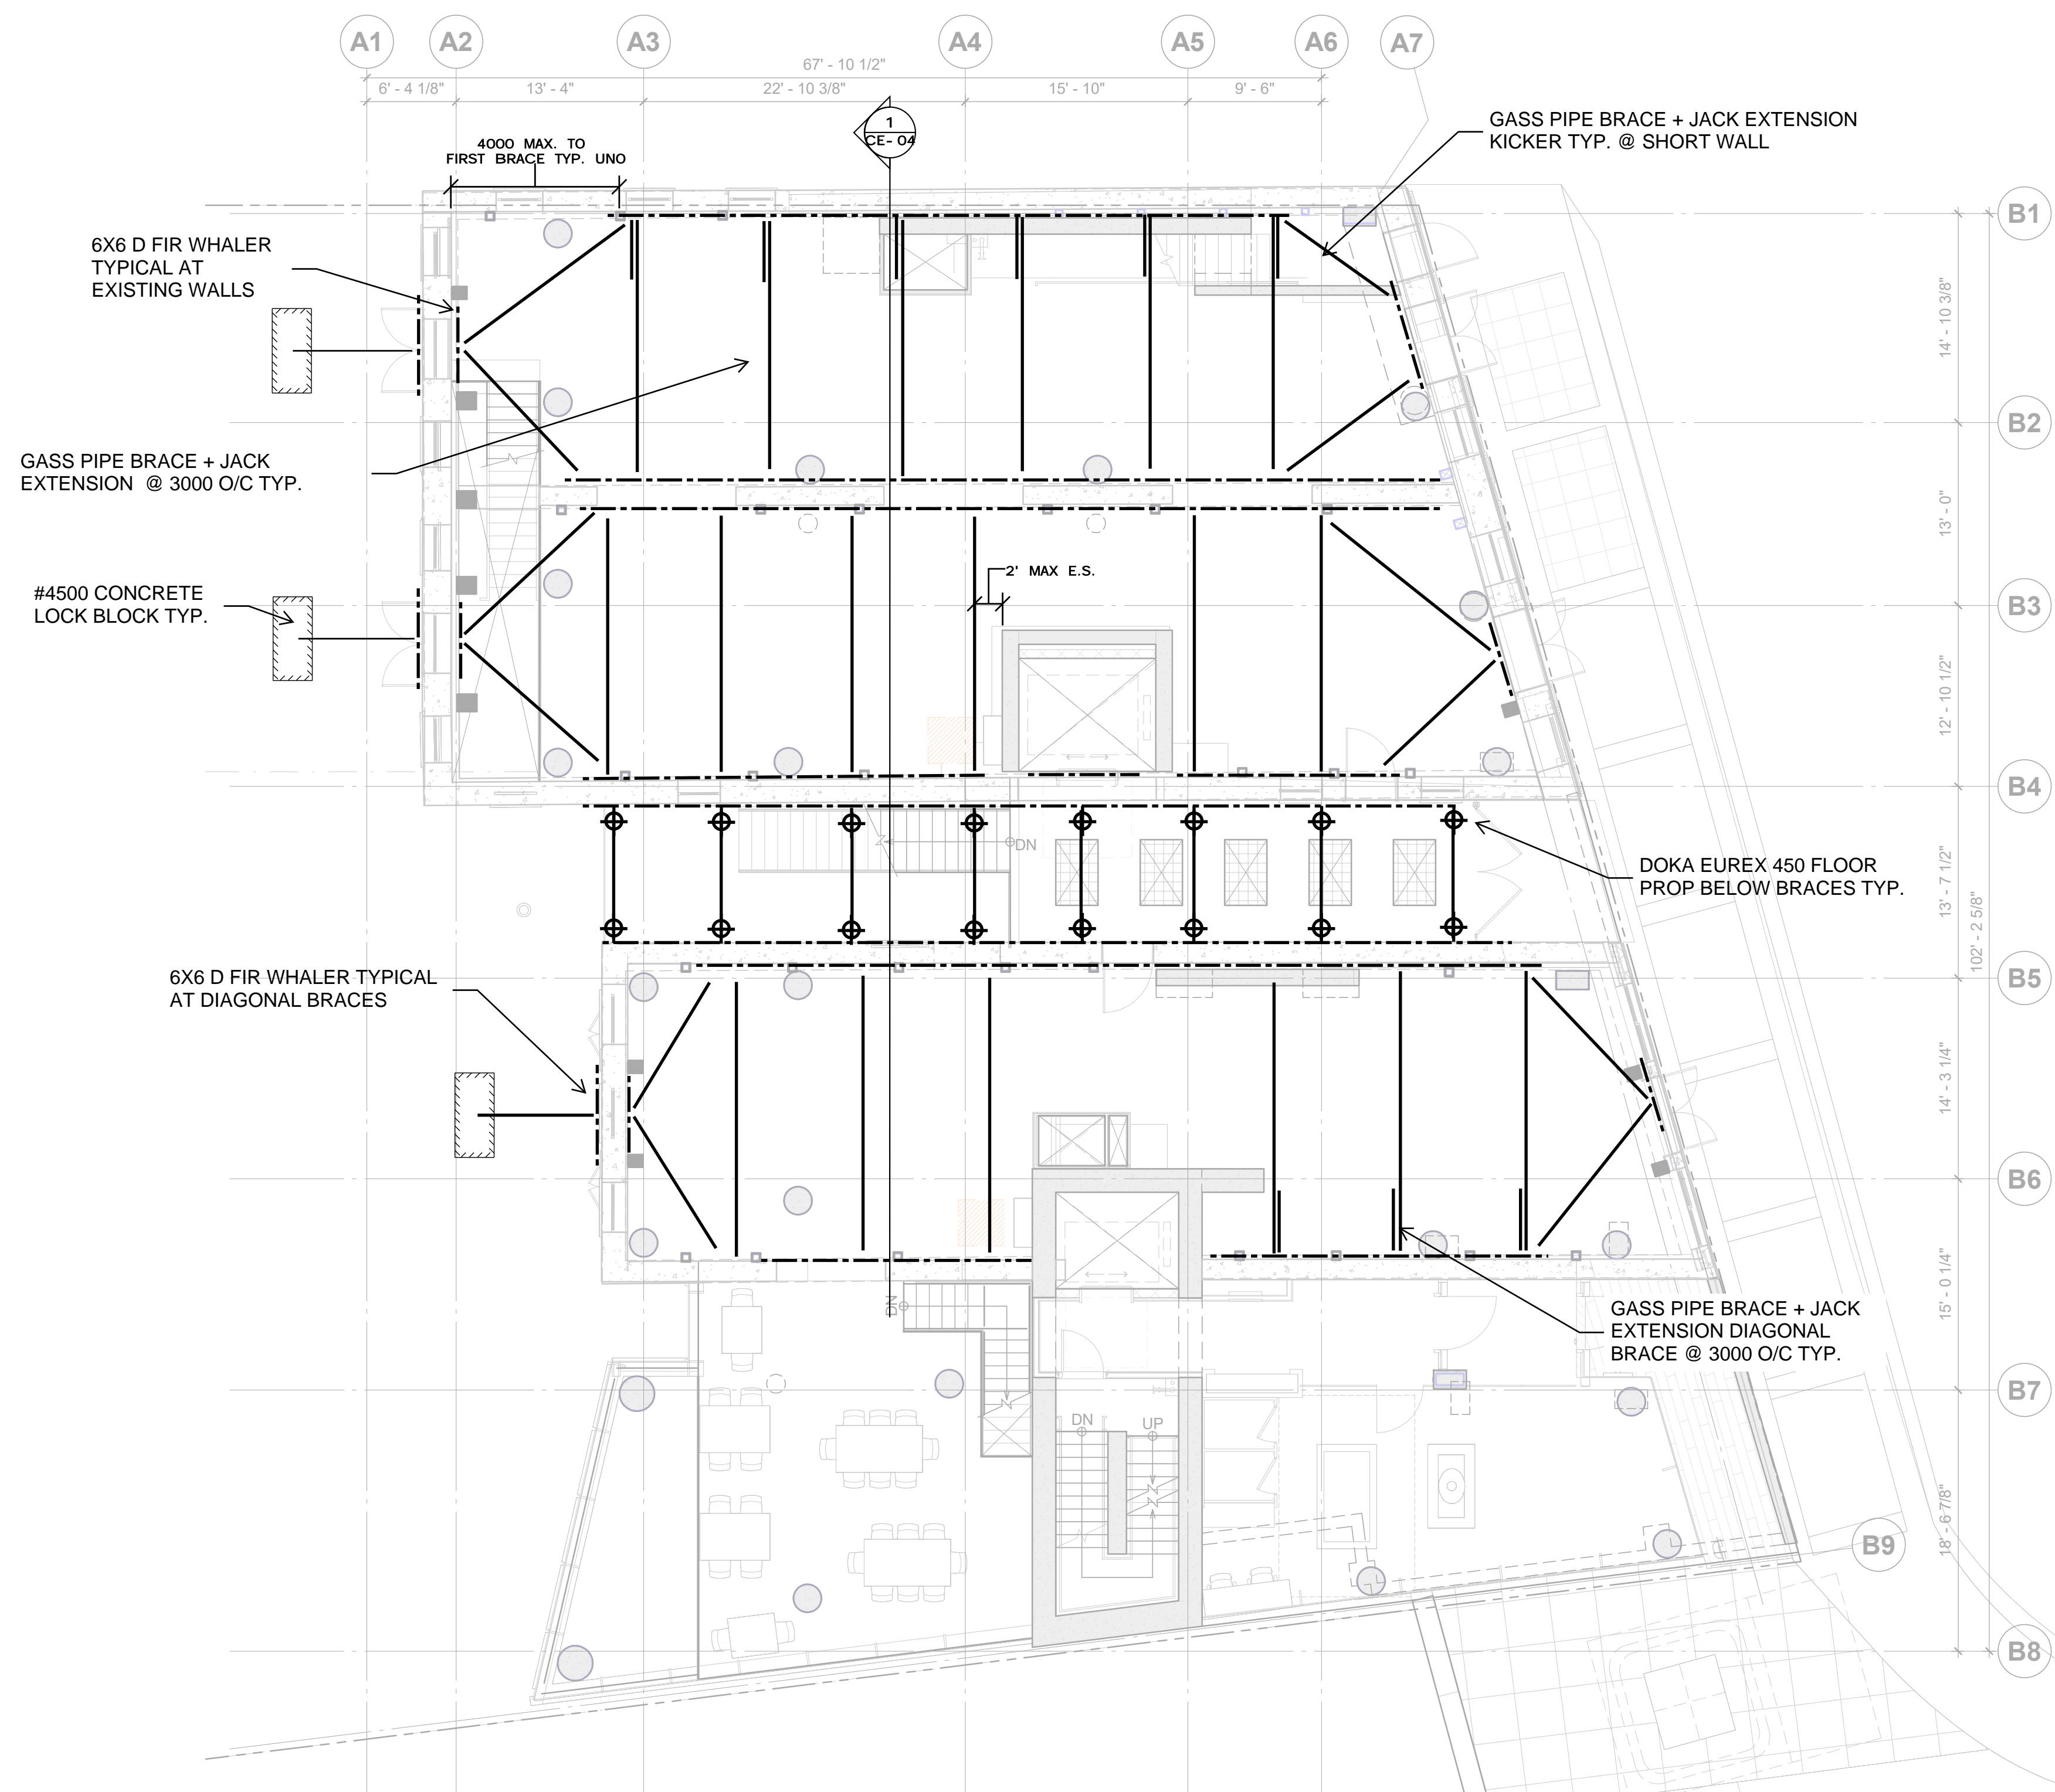 A1
A2
A3
A4
A5
A6
A7
67' - 10 1/2"
6' - 4 1/8"
13' - 4"
22' - 10 3/8"
15' - 10"
9' - 6"
1
CE- 04
4000 MAX. TO
FIRST BRACE TYP. UNO
GASS PIPE BRACE + JACK EXTENSION
KICKER TYP. @ SHORT WALL
B1
6X6 D FIR WHALER
TYPICAL AT
EXISTING WALLS
14' - 10 3/8"
B2
GASS PIPE BRACE + JACK
EXTENSION @ 3000 O/C TYP.
13' - 0"
2' MAX E.S.
#4500 CONCRETE
LOCK BLOCK TYP.
B3
12' - 10 1/2"
B4
DN
DOKA EUREX 450 FLOOR
PROP BELOW BRACES TYP.
13' - 7 1/2"
102' - 2 5/8"
6X6 D FIR WHALER TYPICAL
AT DIAGONAL BRACES
B5
14' - 3 1/4"
B6
DN
GASS PIPE BRACE + JACK
EXTENSION DIAGONAL
BRACE @ 3000 O/C TYP.
15' - 0 1/4"
B7
DN
UP
18' - 6 7/8"
B9
B8